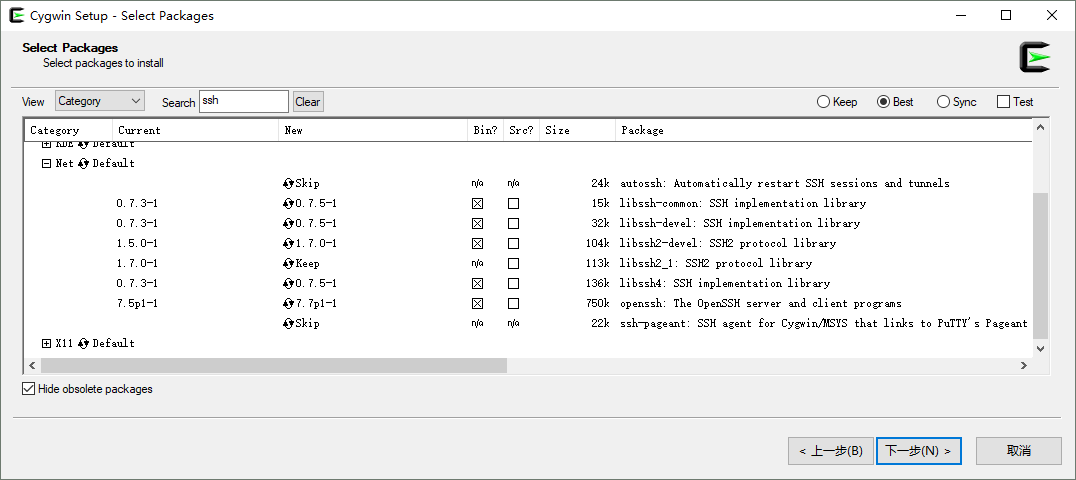 Cygwin Setup - Select Packages
Select Packages
Select packages to install
View Category Search ssh Clear Keep Best Sync Test
Category Current New Bin? Src? Size Package
KDE Default
Net Default
Skip n/a n/a 24k autossh: Automatically restart SSH sessions and tunnels
0.7.3-1 0.7.5-1 15k libssh-common: SSH implementation library
0.7.3-1 0.7.5-1 32k libssh-devel: SSH implementation library
1.5.0-1 1.7.0-1 104k libssh2-devel: SSH2 protocol library
1.7.0-1 Keep n/a 113k libssh2_1: SSH2 protocol library
0.7.3-1 0.7.5-1 136k libssh4: SSH implementation library
7.5p1-1 7.7p1-1 750k openssh: The OpenSSH server and client programs
Skip n/a n/a 22k ssh-pageant: SSH agent for Cygwin/MSYS that links to PuTTY's Pageant
X11 Default
Hide obsolete packages
< 上一步(B) 下一步(N) > 取消